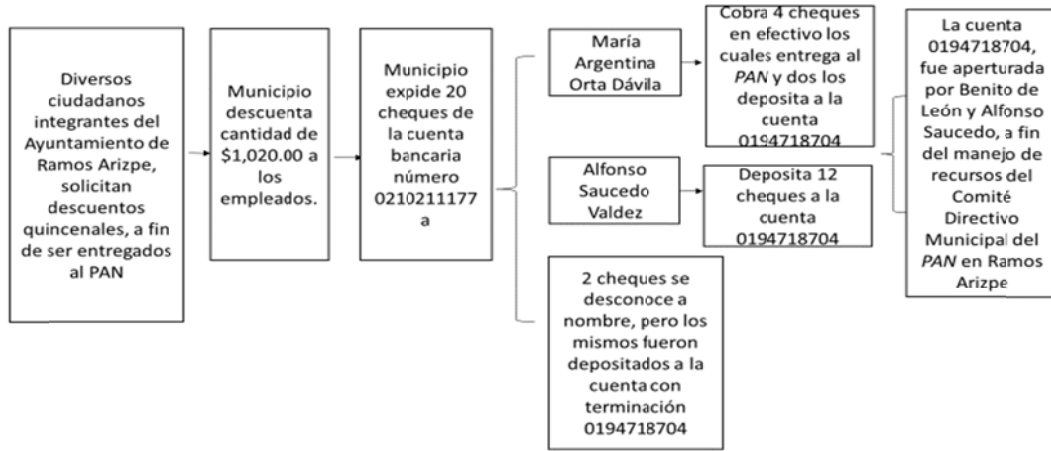 Diversos
ciudadanos
integrantes del
Ayuntamiento de
Ramos Arizpe,
solicitan
descuentos
quincenales, a fin
de ser entregados
al PAN
Municipio
descuenta
cantidad de
$1,020.00 a
los
empleados.
Municipio
expide 20
cheques de
la cuenta
bancaria
número
0210211177
a
María
Argentina
Orta Dávila
Cobra 4 cheques
en efectivo los
cuales entrega al
PAN y dos los
deposita a la
cuenta
0194718704
Alfonso
Saucedo
Valdez
Deposita 12
cheques a la
cuenta
0194718704
2 cheques se
desconoce a
nombre, pero los
mismos fueron
depositados a la
cuenta con
terminación
0194718704
La cuenta
0194718704,
fue aperturada
por Benito de
León y Alfonso
Saucedo, a fin
del manejo de
recursos del
Comité
Directivo
Municipal del
PAN en Ramos
Arizpe